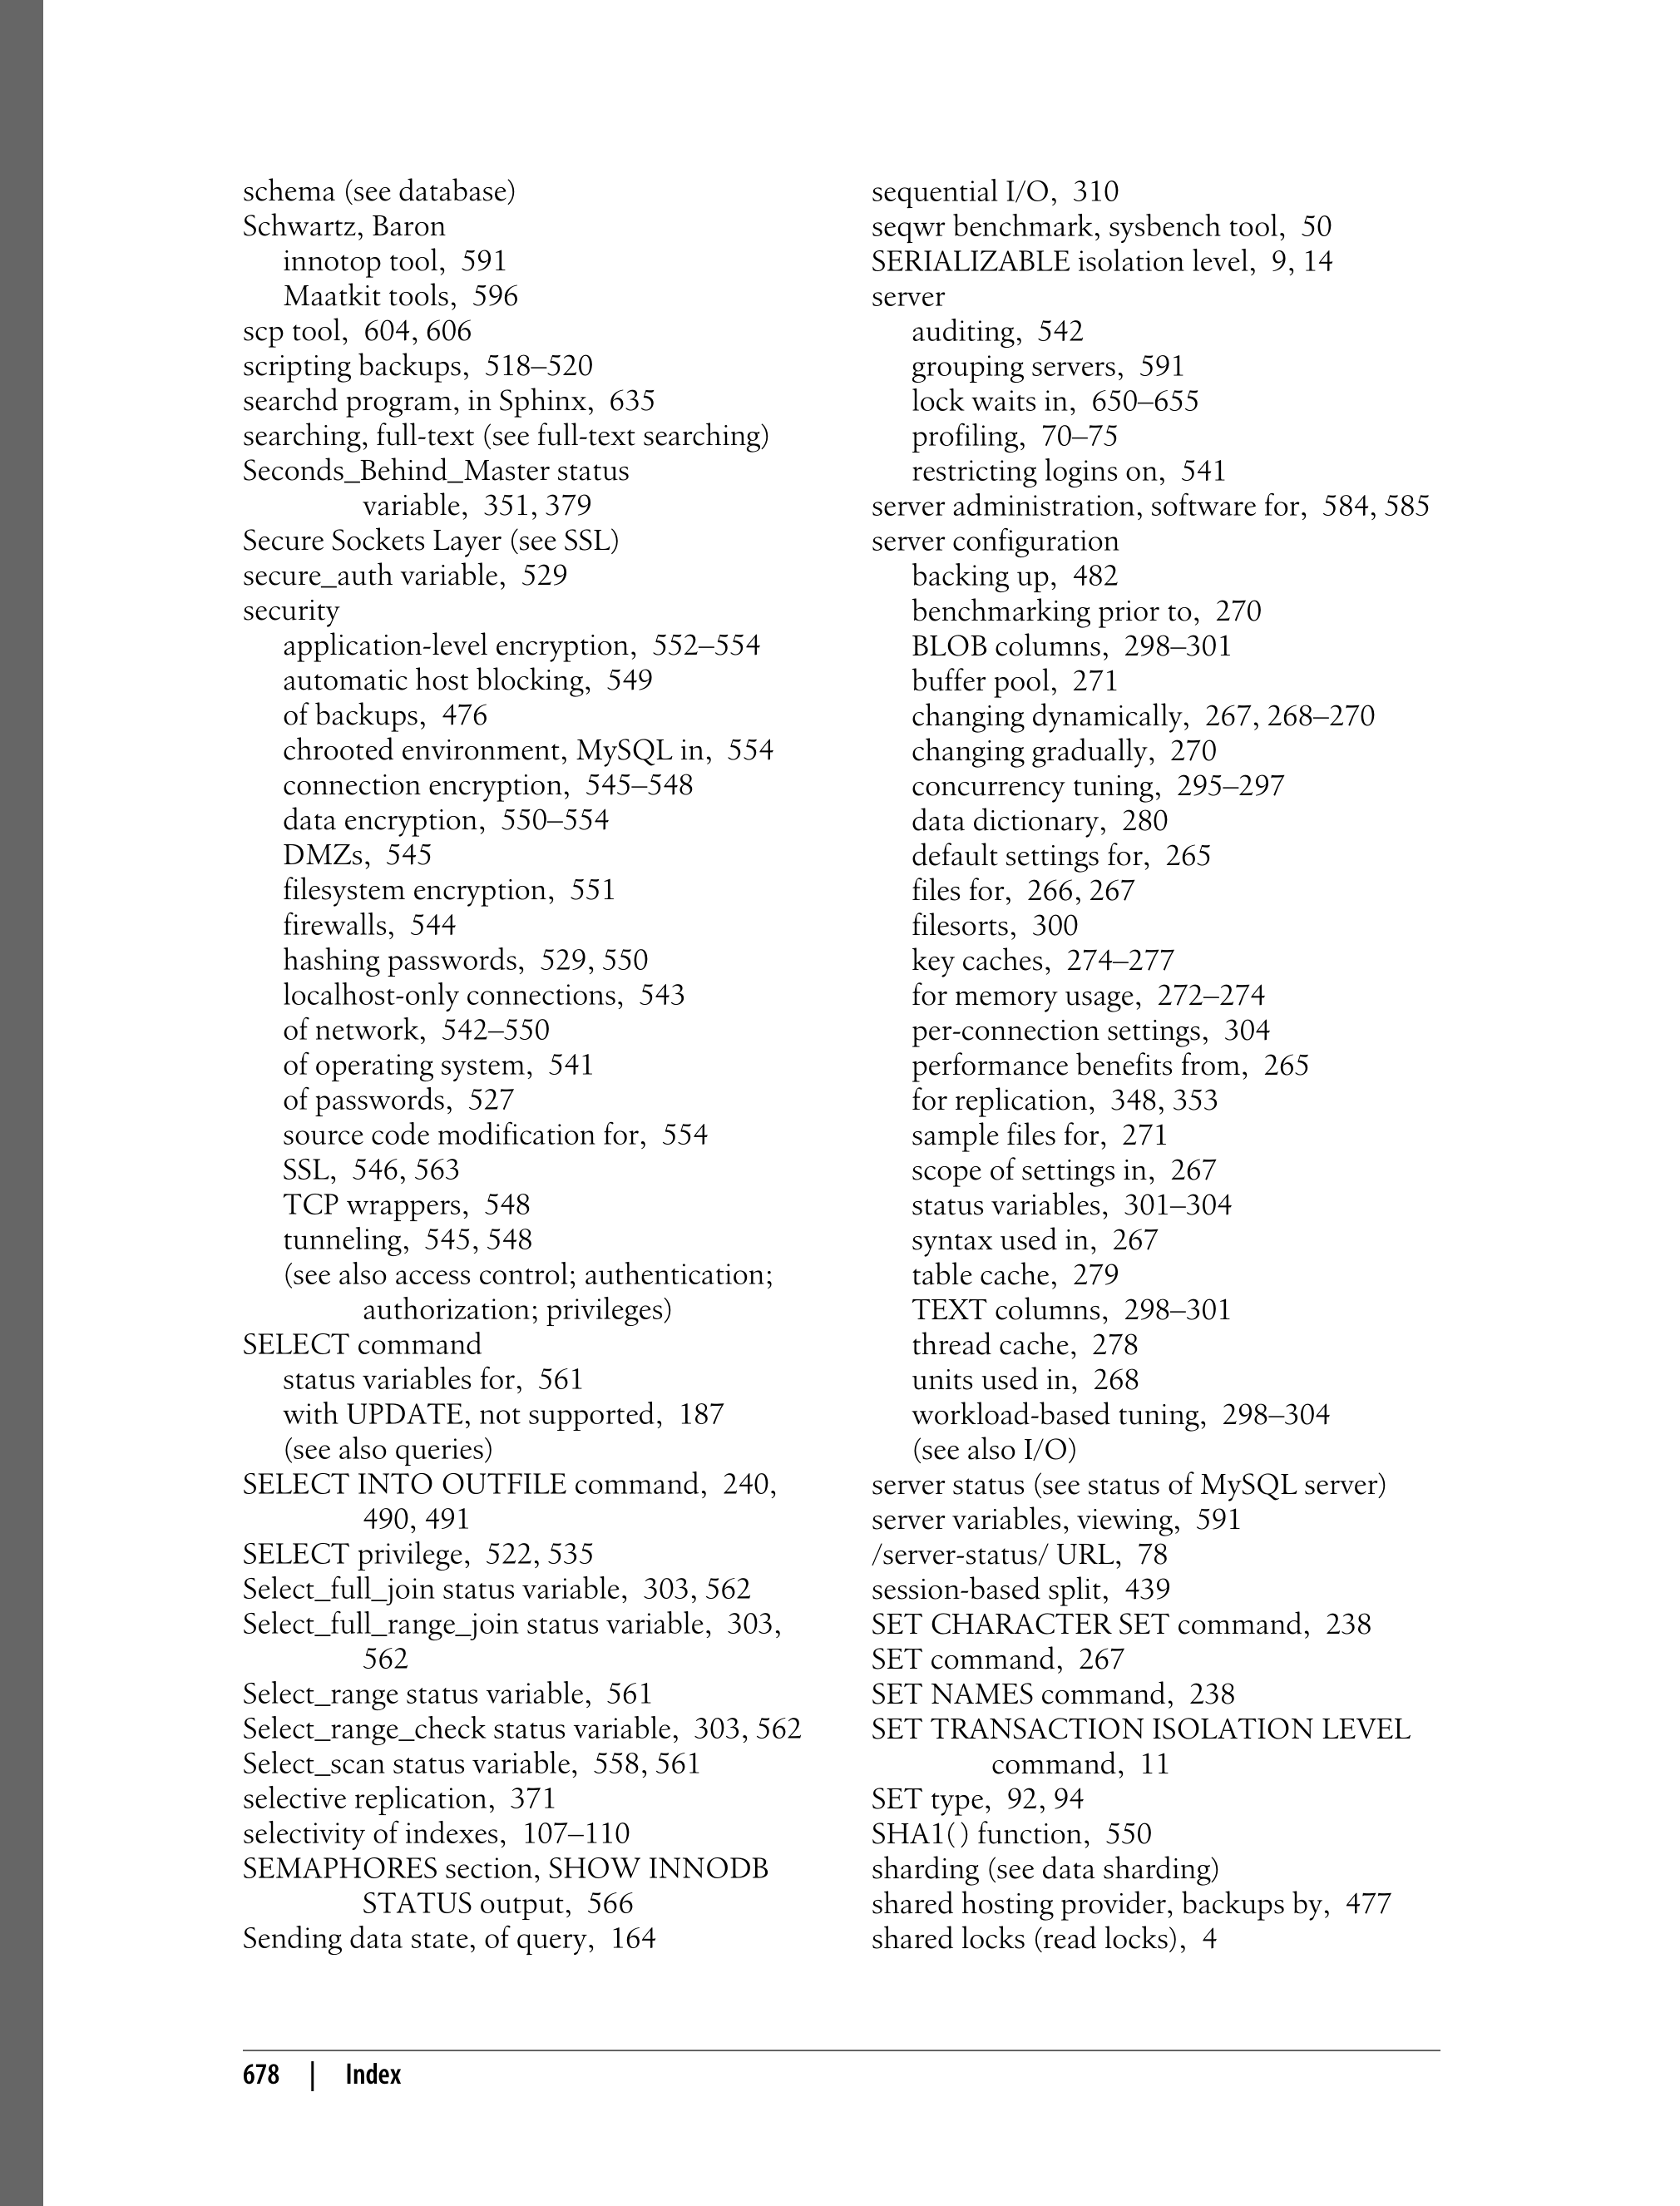 schema (see database)
Schwartz, Baron
innotop tool, 591
Maatkit tools, 596
scp tool, 604, 606
scripting backups, 518–520
searchd program, in Sphinx, 635
searching, full-text (see full-text searching)
Seconds_Behind_Master status
variable, 351, 379
Secure Sockets Layer (see SSL)
secure_auth variable, 529
security
application-level encryption, 552–554
automatic host blocking, 549
of backups, 476
chrooted environment, MySQL in, 554
connection encryption, 545–548
data encryption, 550–554
DMZs, 545
filesystem encryption, 551
firewalls, 544
hashing passwords, 529, 550
localhost-only connections, 543
of network, 542–550
of operating system, 541
of passwords, 527
source code modification for, 554
SSL, 546, 563
TCP wrappers, 548
tunneling, 545, 548
(see also access control; authentication;
authorization; privileges)
SELECT command
status variables for, 561
with UPDATE, not supported, 187
(see also queries)
SELECT INTO OUTFILE command, 240,
490, 491
SELECT privilege, 522, 535
Select_full_join status variable, 303, 562
Select_full_range_join status variable, 303,
562
Select_range status variable, 561
Select_range_check status variable, 303, 562
Select_scan status variable, 558, 561
selective replication, 371
selectivity of indexes, 107–110
SEMAPHORES section, SHOW INNODB
STATUS output, 566
Sending data state, of query, 164
sequential I/O, 310
seqwr benchmark, sysbench tool, 50
SERIALIZABLE isolation level, 9, 14
server
auditing, 542
grouping servers, 591
lock waits in, 650–655
profiling, 70–75
restricting logins on, 541
server administration, software for, 584, 585
server configuration
backing up, 482
benchmarking prior to, 270
BLOB columns, 298–301
buffer pool, 271
changing dynamically, 267, 268–270
changing gradually, 270
concurrency tuning, 295–297
data dictionary, 280
default settings for, 265
files for, 266, 267
filesorts, 300
key caches, 274–277
for memory usage, 272–274
per-connection settings, 304
performance benefits from, 265
for replication, 348, 353
sample files for, 271
scope of settings in, 267
status variables, 301–304
syntax used in, 267
table cache, 279
TEXT columns, 298–301
thread cache, 278
units used in, 268
workload-based tuning, 298–304
(see also I/O)
server status (see status of MySQL server)
server variables, viewing, 591
/server-status/ URL, 78
session-based split, 439
SET CHARACTER SET command, 238
SET command, 267
SET NAMES command, 238
SET TRANSACTION ISOLATION LEVEL
command, 11
SET type, 92, 94
SHA1( ) function, 550
sharding (see data sharding)
shared hosting provider, backups by, 477
shared locks (read locks), 4
678 | Index